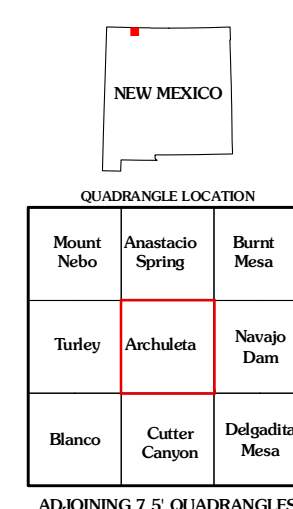 NEW MEXICO
QUADRANGLE LOCATION
Mount Nebo
Anastacio Spring
Burnt Mesa
Turley
Archuleta
Navajo Dam
Blanco
Cutter Canyon
Delgadita Mesa
ADJOINING 7.5' QUADRANGLES